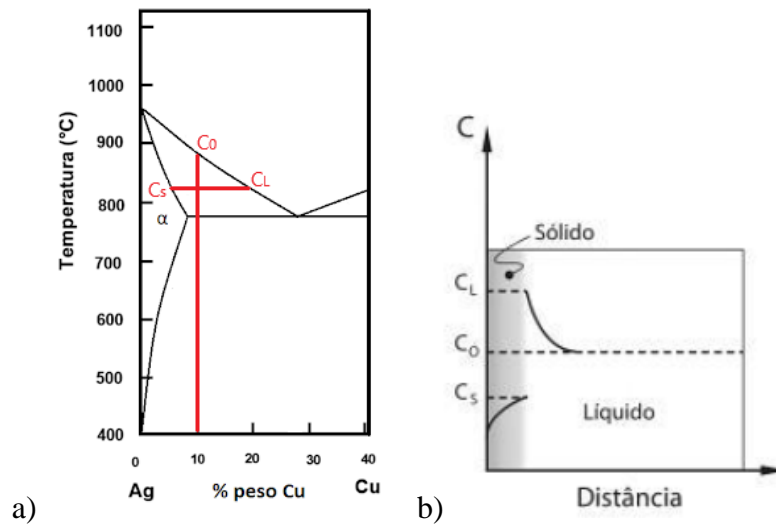 1100
1000
900
800
700
600
500
400
Temperatura (°C)
C0
Cs
CL
α
0
10
20
30
40
Ag
% peso Cu
Cu
a)
C
Sólido
CL
C0
CS
Líquido
Distância
b)